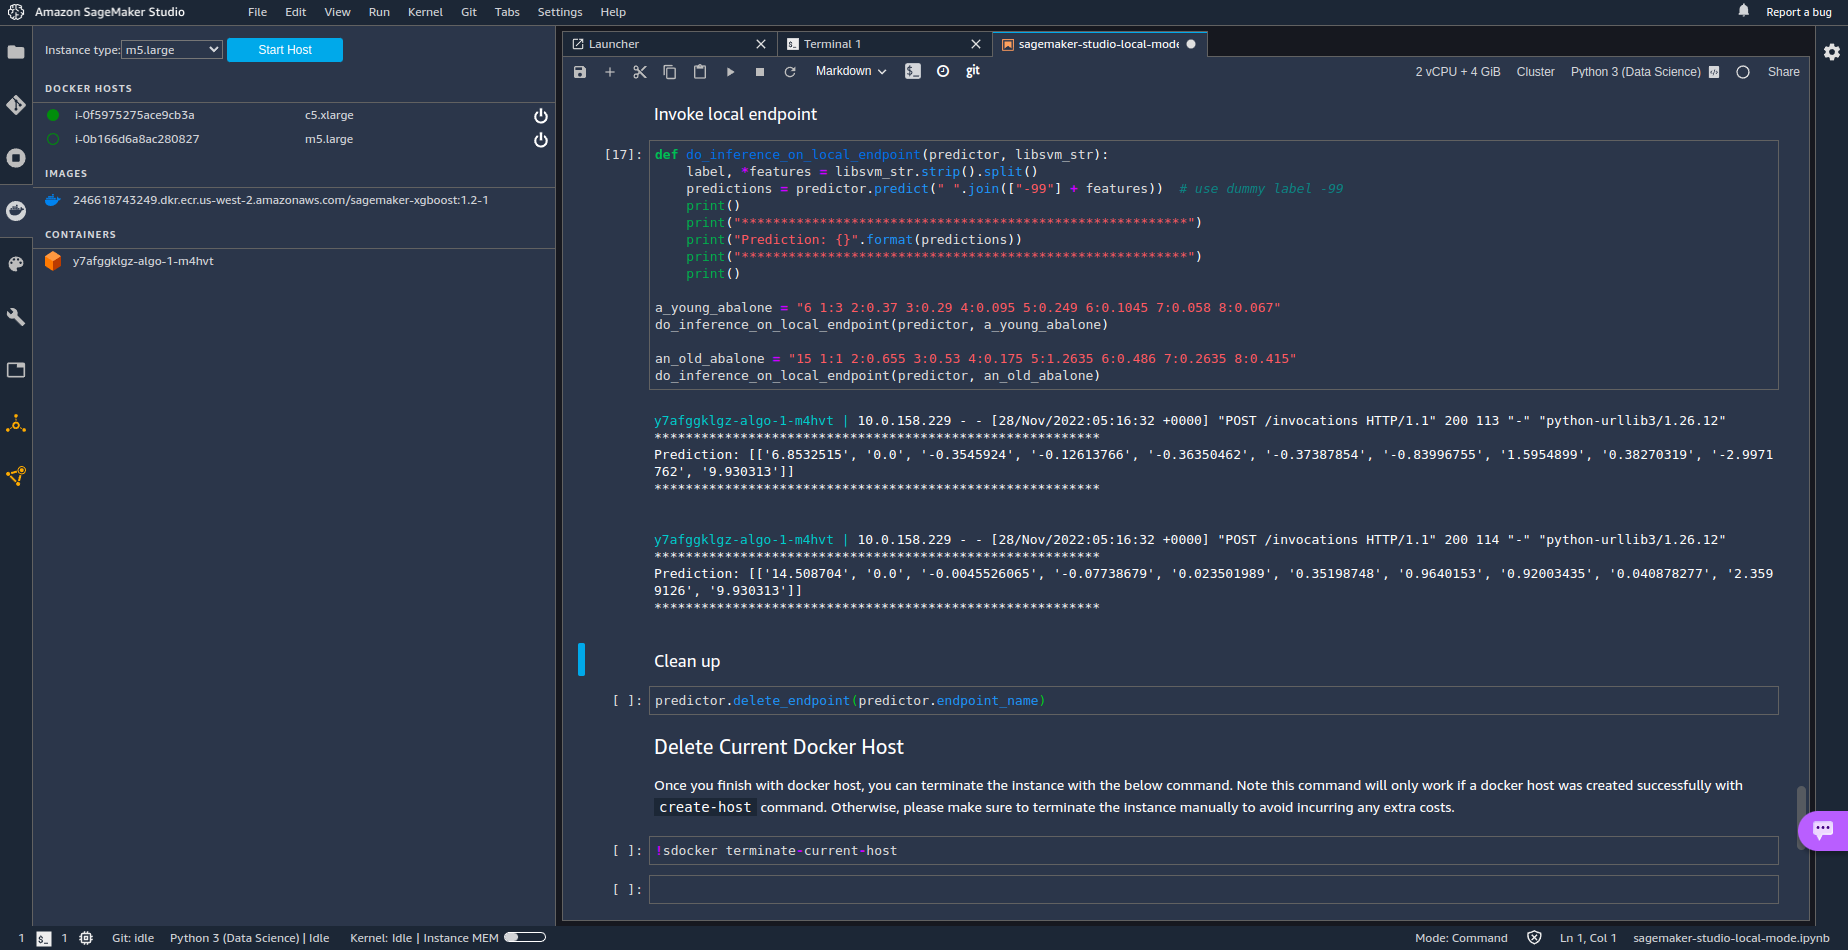 Amazon SageMaker Studio
File Edit View Run Kernel Git Tabs Settings Help
Report a bug
Instance type: m5.large Start Host
DOCKER HOSTS
i-0f5975275ace9cb3a c5.xlarge
i-0b166d6a8ac280827 m5.large
IMAGES
246618743249.dkr.ecr.us-west-2.amazonaws.com/sagemaker-xgboost:1.2-1
CONTAINERS
y7afggklgz-algo-1-m4hvt
Launcher
Terminal 1
sagemaker-studio-local-mode
Markdown
git
2 vCPU + 4 GiB Cluster Python 3 (Data Science) Share
Invoke local endpoint
[17]: def do_inference_on_local_endpoint(predictor, libsvm_str):
label, *features = libsvm_str.strip().split()
predictions = predictor.predict(" ".join(["-99"] + features)) # use dummy label -99
print()
print("*********************************************************")
print("Prediction: {}".format(predictions))
print("*********************************************************")
print()
a_young_abalone = "6 1:3 2:0.37 3:0.29 4:0.095 5:0.249 6:0.1045 7:0.058 8:0.067"
do_inference_on_local_endpoint(predictor, a_young_abalone)
an_old_abalone = "15 1:1 2:0.655 3:0.53 4:0.175 5:1.2635 6:0.486 7:0.2635 8:0.415"
do_inference_on_local_endpoint(predictor, an_old_abalone)
y7afggklgz-algo-1-m4hvt | 10.0.158.229 - - [28/Nov/2022:05:16:32 +0000] "POST /invocations HTTP/1.1" 200 113 "-" "python-urllib3/1.26.12"
*********************************************************
Prediction: [['6.8532515', '0.0', '-0.3545924', '-0.12613766', '-0.36350462', '-0.37387854', '-0.83996755', '1.5954899', '0.38270319', '-2.9971
762', '9.930313']]
*********************************************************
y7afggklgz-algo-1-m4hvt | 10.0.158.229 - - [28/Nov/2022:05:16:32 +0000] "POST /invocations HTTP/1.1" 200 114 "-" "python-urllib3/1.26.12"
*********************************************************
Prediction: [['14.508704', '0.0', '-0.0045526065', '-0.07738679', '0.023501989', '0.35198748', '0.9640153', '0.92003435', '0.040878277', '2.359
9126', '9.930313']]
*********************************************************
Clean up
[ ]: predictor.delete_endpoint(predictor.endpoint_name)
Delete Current Docker Host
Once you finish with docker host, you can terminate the instance with the below command. Note this command will only work if a docker host was created successfully with
create-host command. Otherwise, please make sure to terminate the instance manually to avoid incurring any extra costs.
[ ]: !sdocker terminate-current-host
[ ]:
1 1 Git: idle Python 3 (Data Science) | Idle Kernel: Idle | Instance MEM
Mode: Command Ln 1, Col 1 sagemaker-studio-local-mode.ipynb